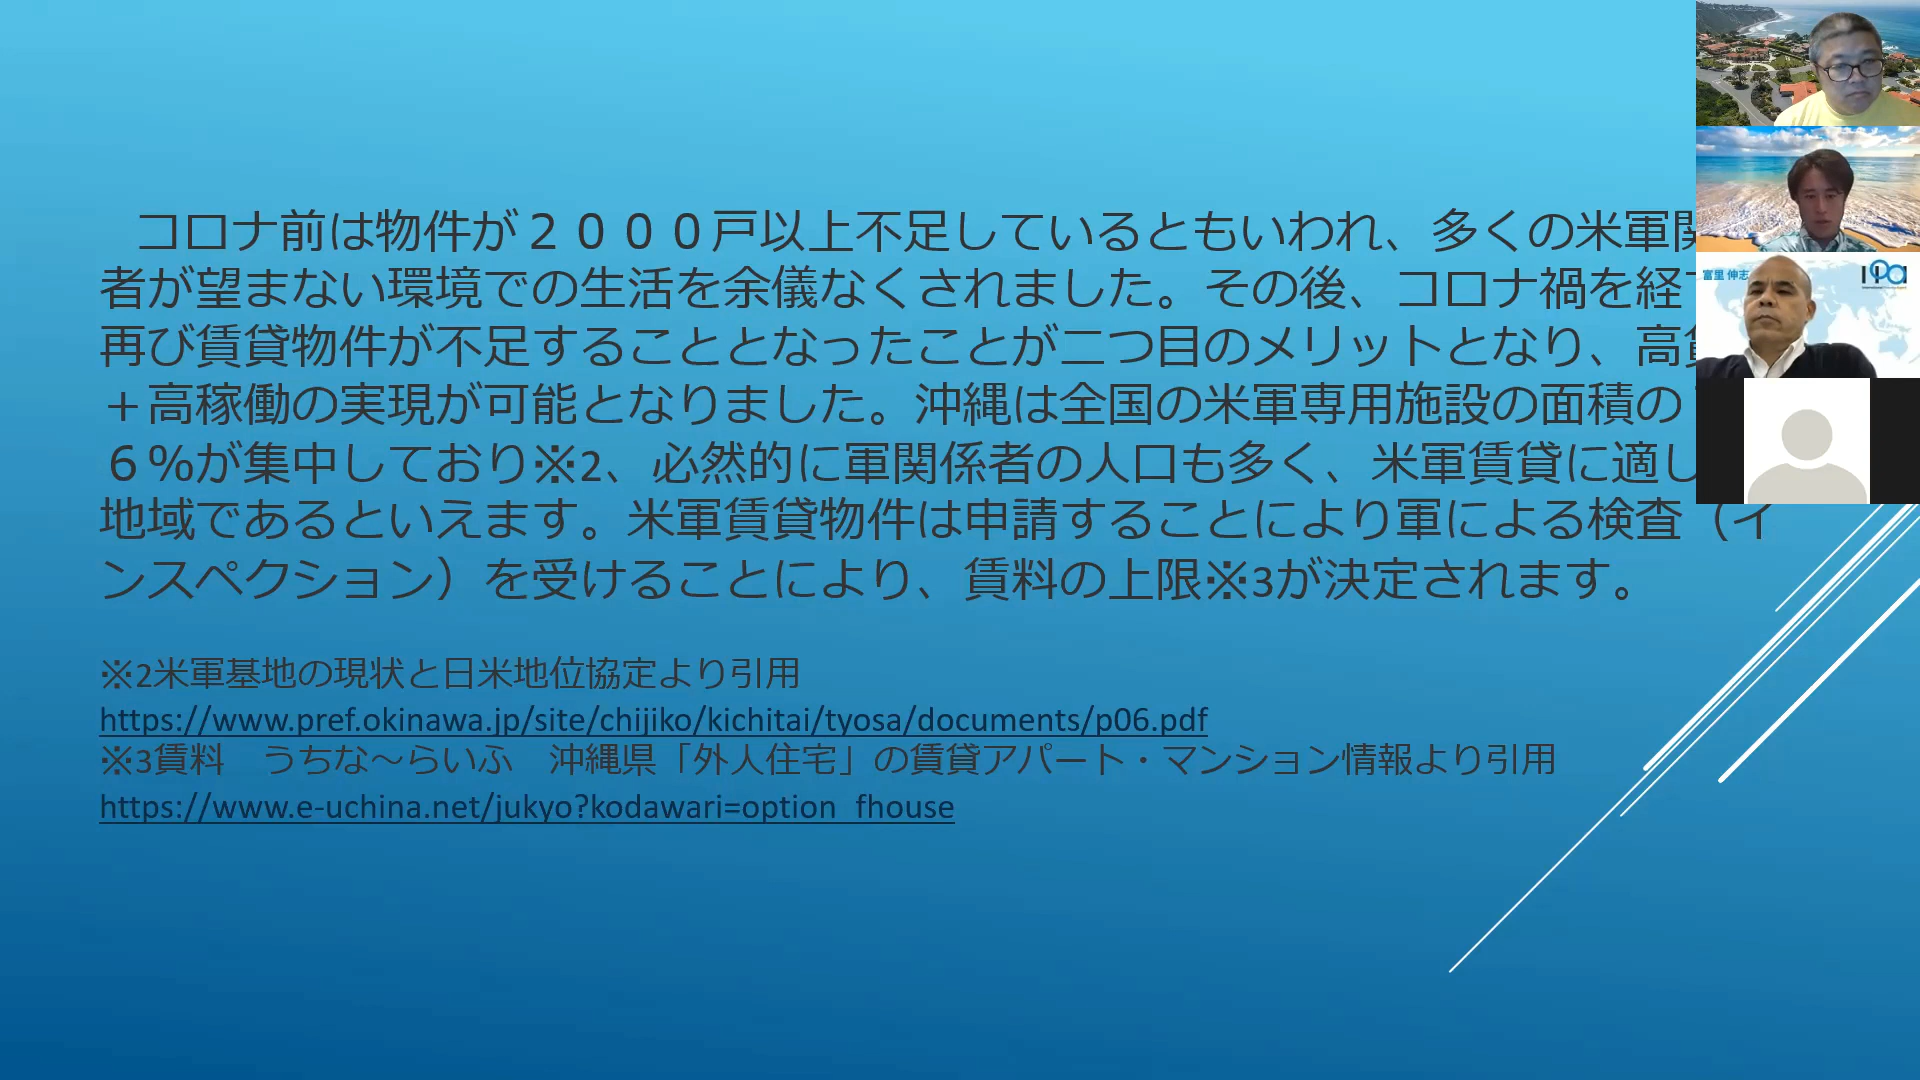 コロナ前は物件が２０００戸以上不足しているともいわれ、多くの米軍関
者が望まない環境での生活を余儀なくされました。その後、コロナ禍を経
再び賃貸物件が不足することとなったことが二つ目のメリットとなり、高
＋高稼働の実現が可能となりました。沖縄は全国の米軍専用施設の面積の
６％が集中しており※2、必然的に軍関係者の人口も多く、米軍賃貸に適し
地域であるといえます。米軍賃貸物件は申請することにより軍による検査（イ
ンスペクション）を受けることにより、賃料の上限※3が決定されます。
※2米軍基地の現状と日米地位協定より引用
https://www.pref.okinawa.jp/site/chijiko/kichitai/tyosa/documents/p06.pdf
※3賃料　うちな～らいふ　沖縄県「外人住宅」の賃貸アパート・マンション情報より引用
https://www.e-uchina.net/jukyo?kodawari=option_fhouse
富里 伸志
IPA